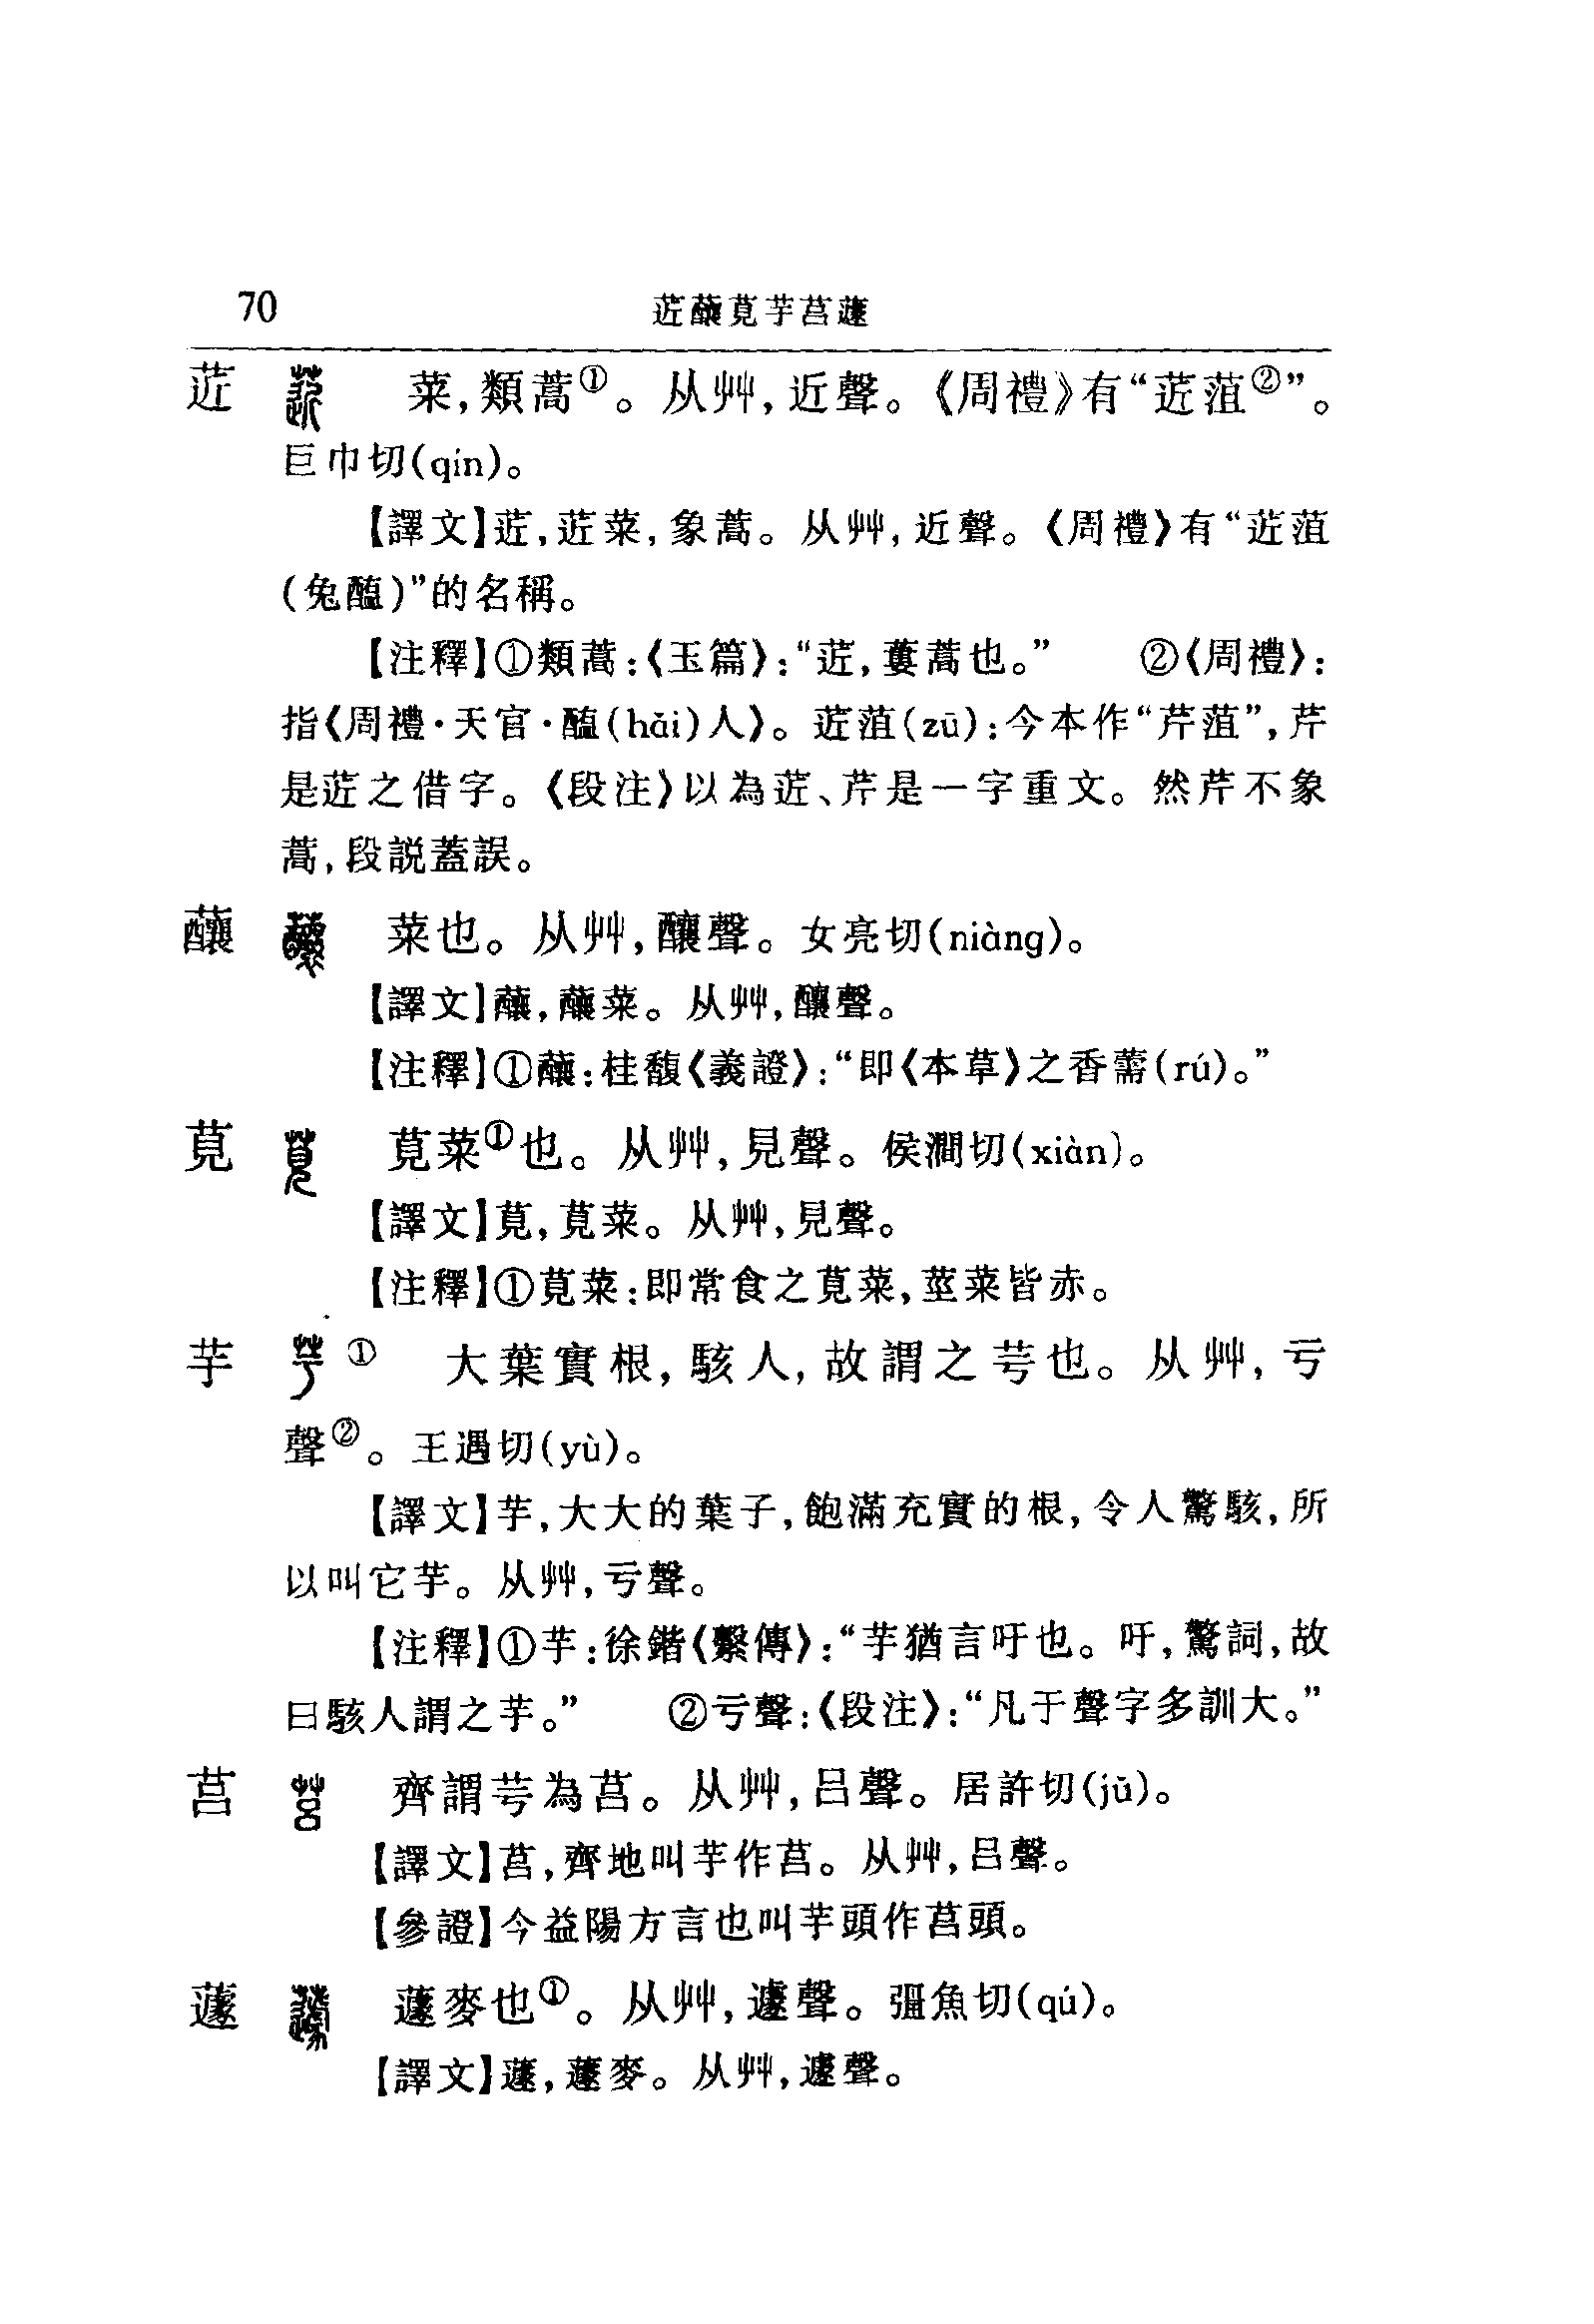 70
菦蘸莧芋莒蘧
菦 菜,類蒿①。从艸,近聲。《周禮》有“菦菹②”。
巨巾切(qín)。
【譯文】菦,菦菜,象蒿。从艸,近聲。《周禮》有“菦菹
(兔醢)”的名稱。
【注釋】①類蒿:《玉篇》:“菦,蔞蒿也。” ②《周禮》:
指《周禮·天官·醢(hǎi)人》。菦菹(zū):今本作“芹菹”,芹
是菦之借字。《段注》以為菦、芹是一字重文。然芹不象
蒿,段説蓋誤。
䕭 菜也。从艸,釀聲。女亮切(niàng)。
【譯文】䕭,䕭菜。从艸,釀聲。
【注釋】①䕭:桂馥《義證》:“即《本草》之香薷(rú)。”
莧 莧菜①也。从艸,見聲。侯澗切(xiàn)。
【譯文】莧,莧菜。从艸,見聲。
【注釋】①莧菜:即常食之莧菜,莖菜皆赤。
芋 ① 大葉實根,駭人,故謂之芌也。从艸,亏
聲②。王遇切(yù)。
【譯文】芋,大大的葉子,飽滿充實的根,令人驚駭,所
以叫它芋。从艸,亏聲。
【注釋】①芋:徐鍇《繫傳》:“芋猶言吁也。吁,驚詞,故
曰駭人謂之芋。” ②亏聲:《段注》:“凡于聲字多訓大。”
莒 齊謂芌為莒。从艸,呂聲。居許切(jǔ)。
【譯文】莒,齊地叫芋作莒。从艸,呂聲。
【參證】今益陽方言也叫芋頭作莒頭。
蘧 蘧麥也①。从艸,遽聲。彊魚切(qú)。
【譯文】蘧,蘧麥。从艸,遽聲。